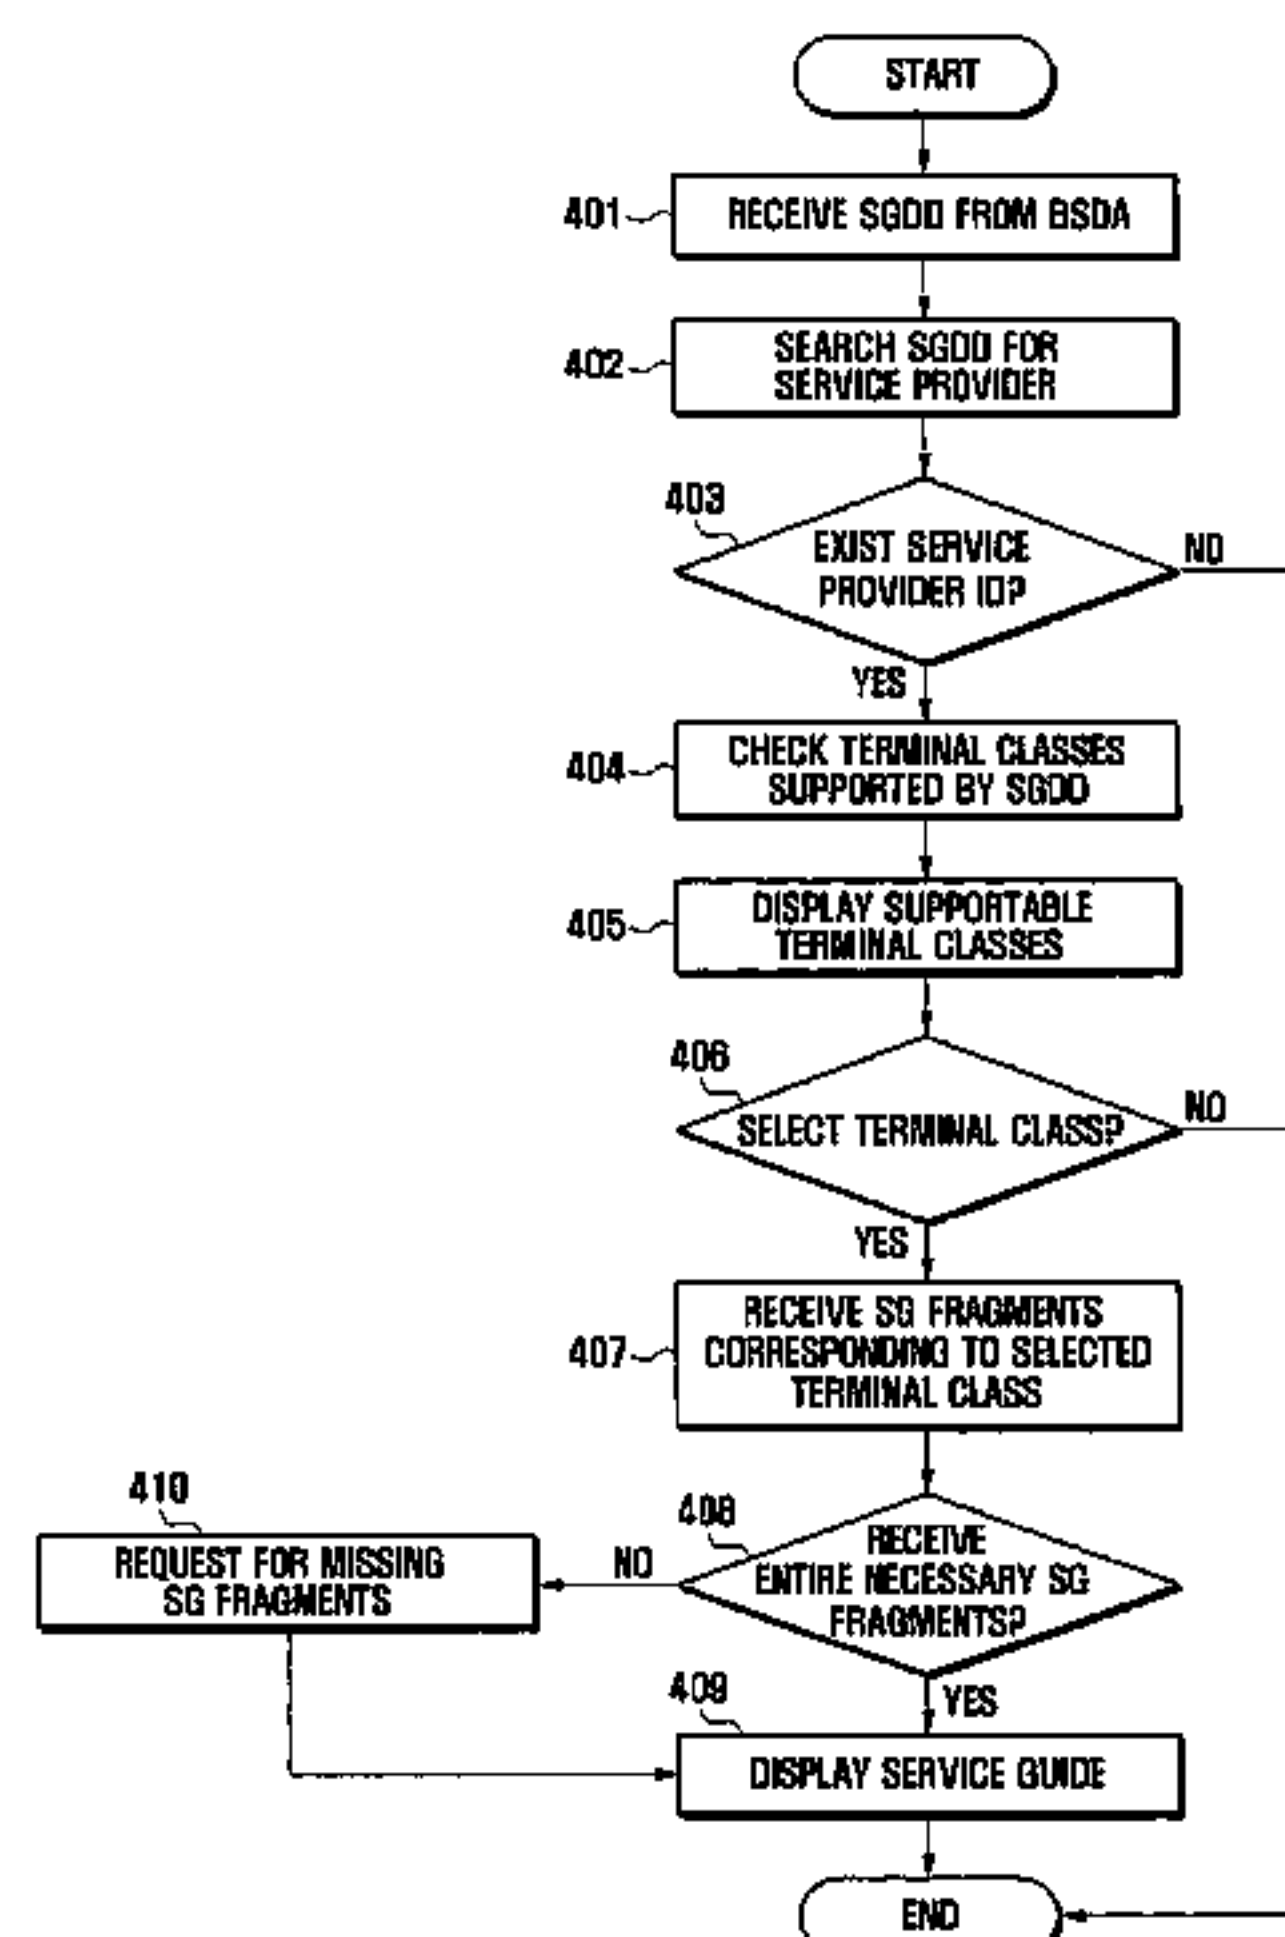 START
401
RECEIVE SGDD FROM BSDA
402
SEARCH SGDD FOR
SERVICE PROVIDER
403
EXIST SERVICE
PROVIDER ID?
NO
YES
404
CHECK TERMINAL CLASSES
SUPPORTED BY SGDD
405
DISPLAY SUPPORTABLE
TERMINAL CLASSES
406
SELECT TERMINAL CLASS?
NO
YES
407
RECEIVE SG FRAGMENTS
CORRESPONDING TO SELECTED
TERMINAL CLASS
408
RECEIVE
ENTIRE NECESSARY SG
FRAGMENTS?
NO
410
REQUEST FOR MISSING
SG FRAGMENTS
YES
409
DISPLAY SERVICE GUIDE
END